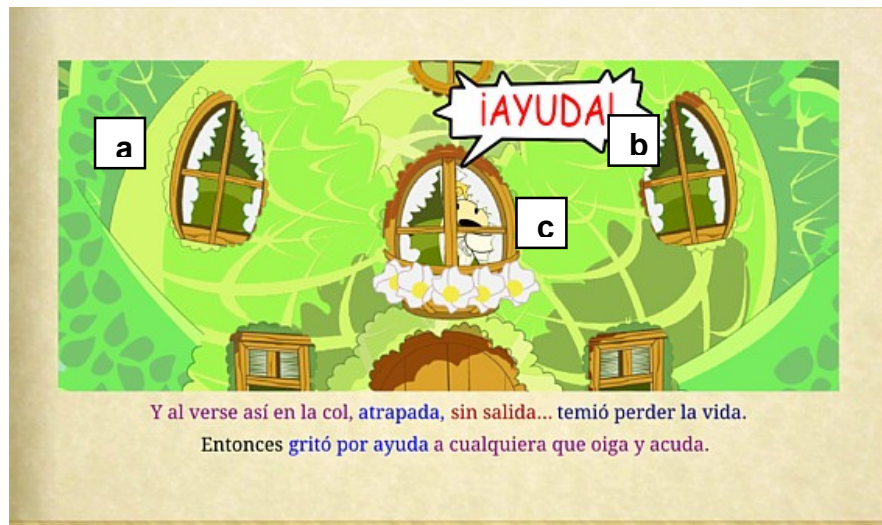 ¡AYUDA!
a
b
c
Y al verse así en la col, atrapada, sin salida... temió perder la vida.
Entonces gritó por ayuda a cualquiera que oiga y acuda.